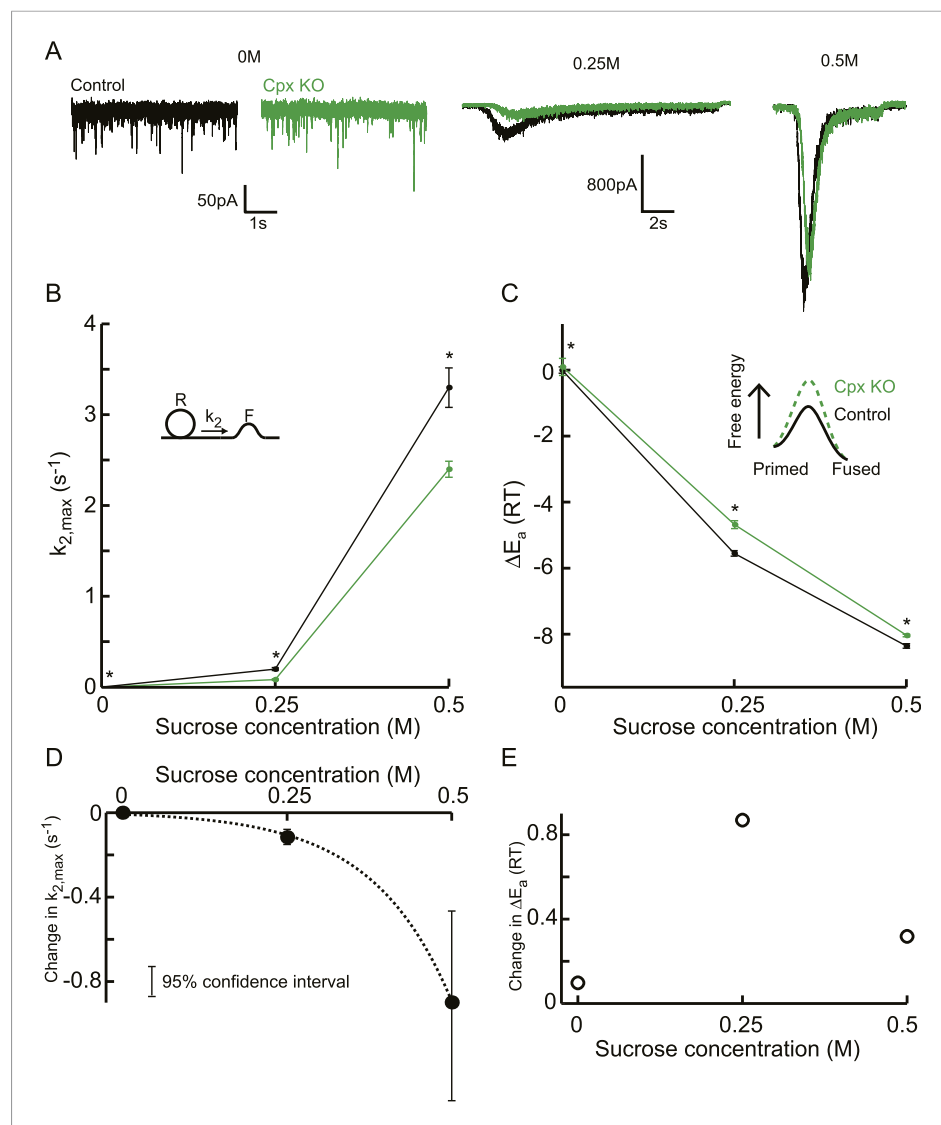 A
0M
0.25M
0.5M
Control
Cpx KO
50pA
1s
800pA
2s
B
4
3
2
1
0
k2,max (s-1)
R
k2
F
*
*
*
0
0.25
0.5
Sucrose concentration (M)
C
0
-2
-4
-6
-8
ΔEa (RT)
*
*
*
Free energy
Cpx KO
Control
Primed
Fused
0
0.25
0.5
Sucrose concentration (M)
D
Sucrose concentration (M)
0
0.25
0.5
0
-0.4
-0.8
Change in k2,max (s-1)
95% confidence interval
E
0.8
0.4
0
Change in ΔEa (RT)
0
0.25
0.5
Sucrose concentration (M)